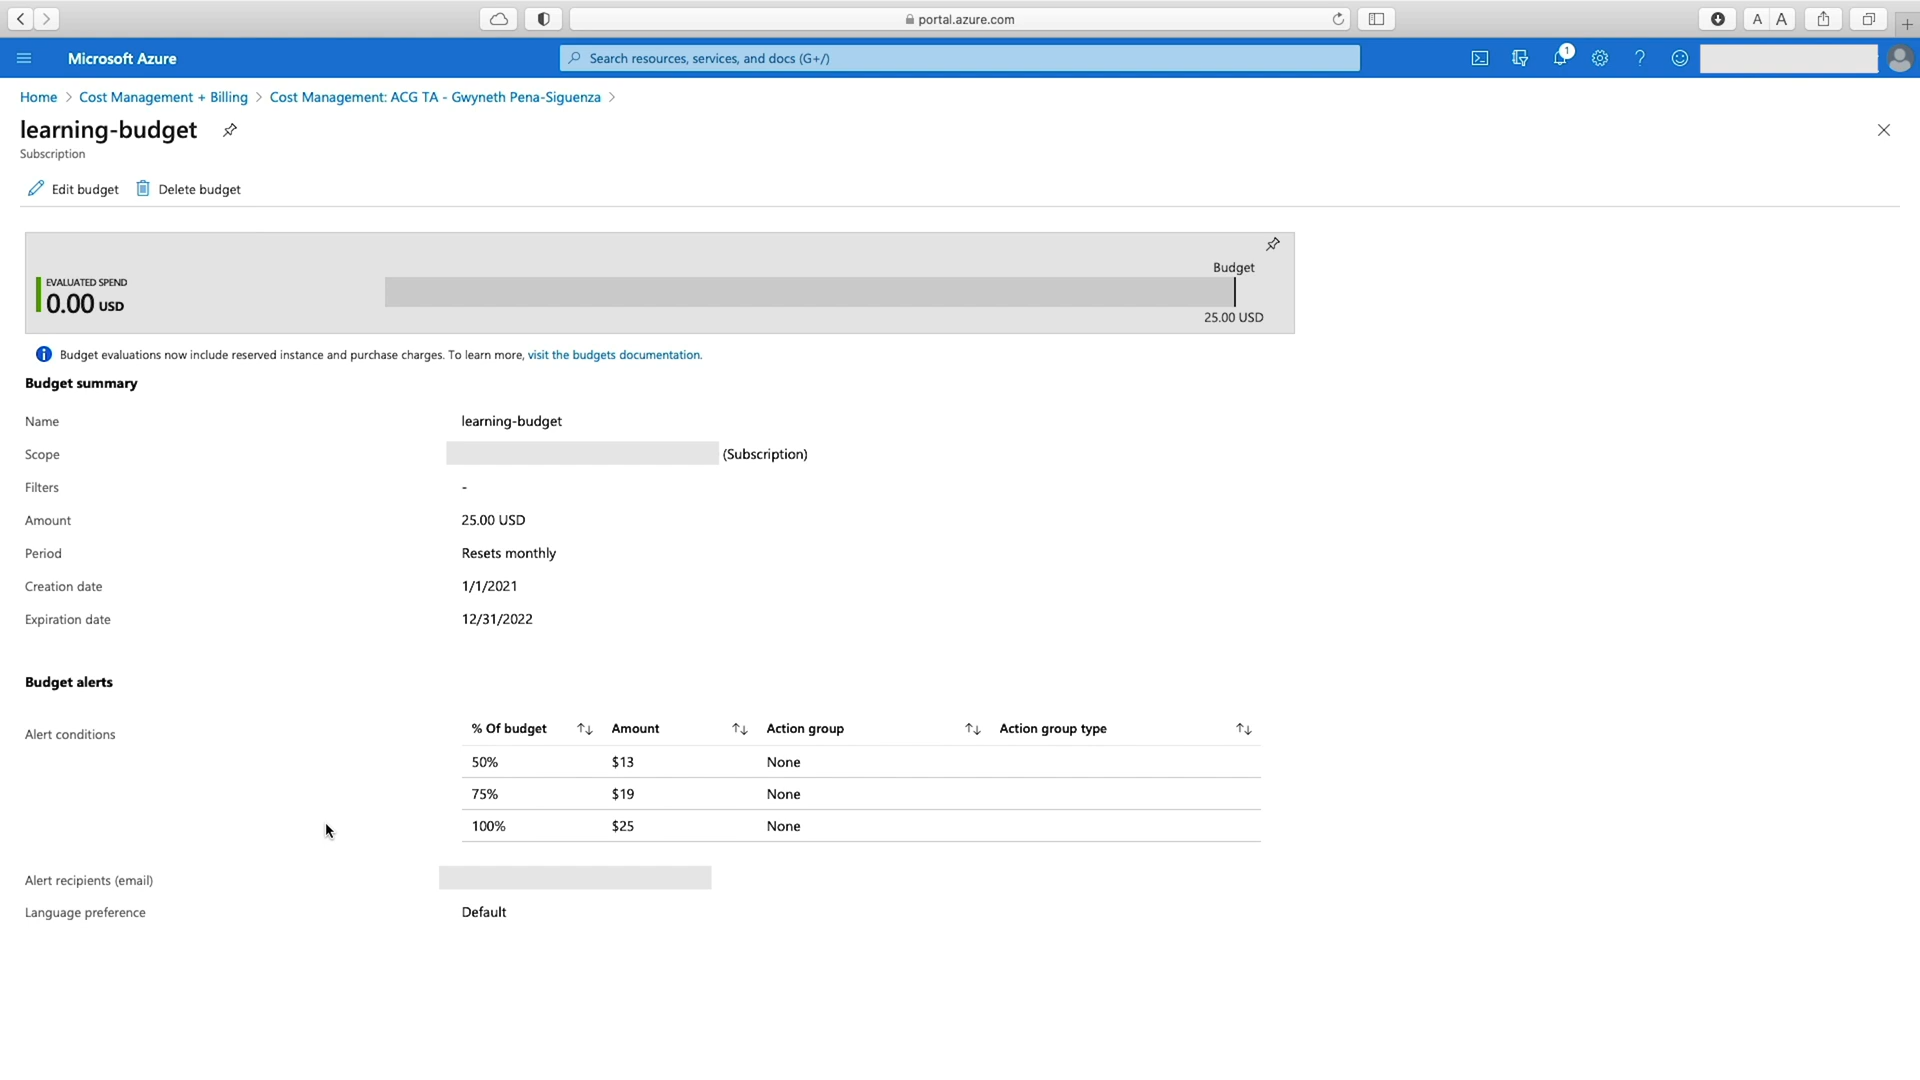 portal.azure.com
A A
Microsoft Azure
Search resources, services, and docs (G+/)
1
Home > Cost Management + Billing > Cost Management: ACG TA - Gwyneth Pena-Siguenza >
learning-budget
Subscription
Edit budget Delete budget
Budget
EVALUATED SPEND
0.00 USD
25.00 USD
Budget evaluations now include reserved instance and purchase charges. To learn more, visit the budgets documentation.
Budget summary
Name learning-budget
Scope (Subscription)
Filters -
Amount 25.00 USD
Period Resets monthly
Creation date 1/1/2021
Expiration date 12/31/2022
Budget alerts
Alert conditions
% Of budget Amount Action group Action group type
50% $13 None
75% $19 None
100% $25 None
Alert recipients (email)
Language preference Default